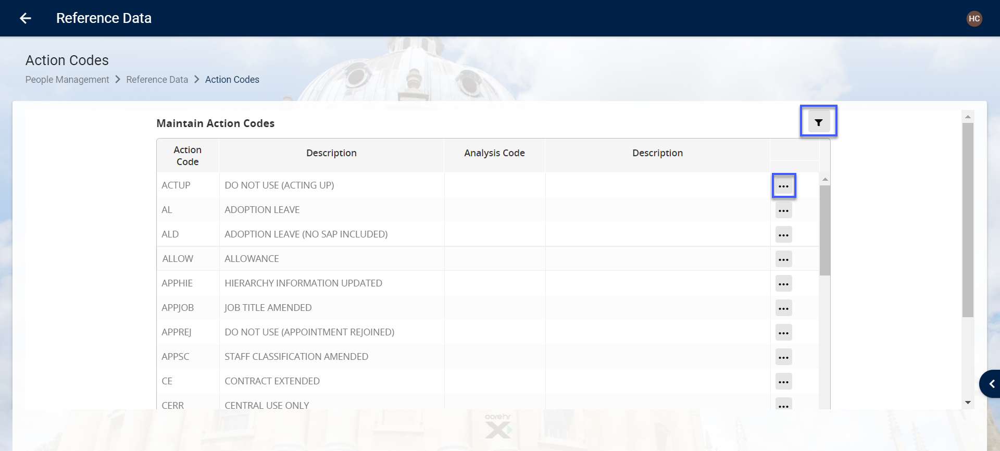 Reference Data
HC
Action Codes
People Management > Reference Data > Action Codes
Maintain Action Codes
Action Code Description Analysis Code Description
ACTUP DO NOT USE (ACTING UP)
AL ADOPTION LEAVE
ALD ADOPTION LEAVE (NO SAP INCLUDED)
ALLOW ALLOWANCE
APPHIE HIERARCHY INFORMATION UPDATED
APPJOB JOB TITLE AMENDED
APPREJ DO NOT USE (APPOINTMENT REJOINED)
APPSC STAFF CLASSIFICATION AMENDED
CE CONTRACT EXTENDED
CERR CENTRAL USE ONLY
corehr
X